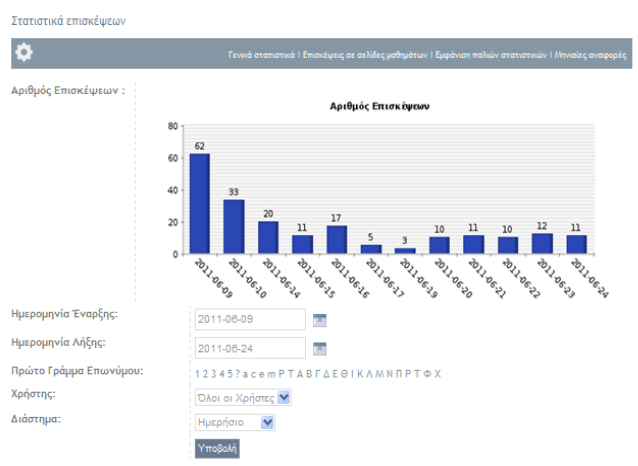 Στατιστικά επισκέψεων
Γενικά στατιστικά | Επισκέψεις σε σελίδες μαθημάτων | Εμφάνιση παλιών στατιστικών | Μηνιαίες αναφορές
Αριθμός Επισκέψεων :
Αριθμός Επισκέψεων
80
60
40
20
0
62
33
20
11
17
5
3
10
11
10
12
11
2011-06-09
2011-06-10
2011-06-14
2011-06-15
2011-06-16
2011-06-17
2011-06-19
2011-06-20
2011-06-21
2011-06-22
2011-06-23
2011-06-24
Ημερομηνία Έναρξης:
2011-06-09
Ημερομηνία Λήξης:
2011-06-24
Πρώτο Γράμμα Επωνύμου:
1 2 3 4 5 ? a c e m P T Α Β Γ Δ Ε Θ Ι Κ Λ Μ Ν Π Ρ Τ Φ Χ
Χρήστης:
Όλοι οι Χρήστες
Διάστημα:
Ημερήσιο
Υποβολή